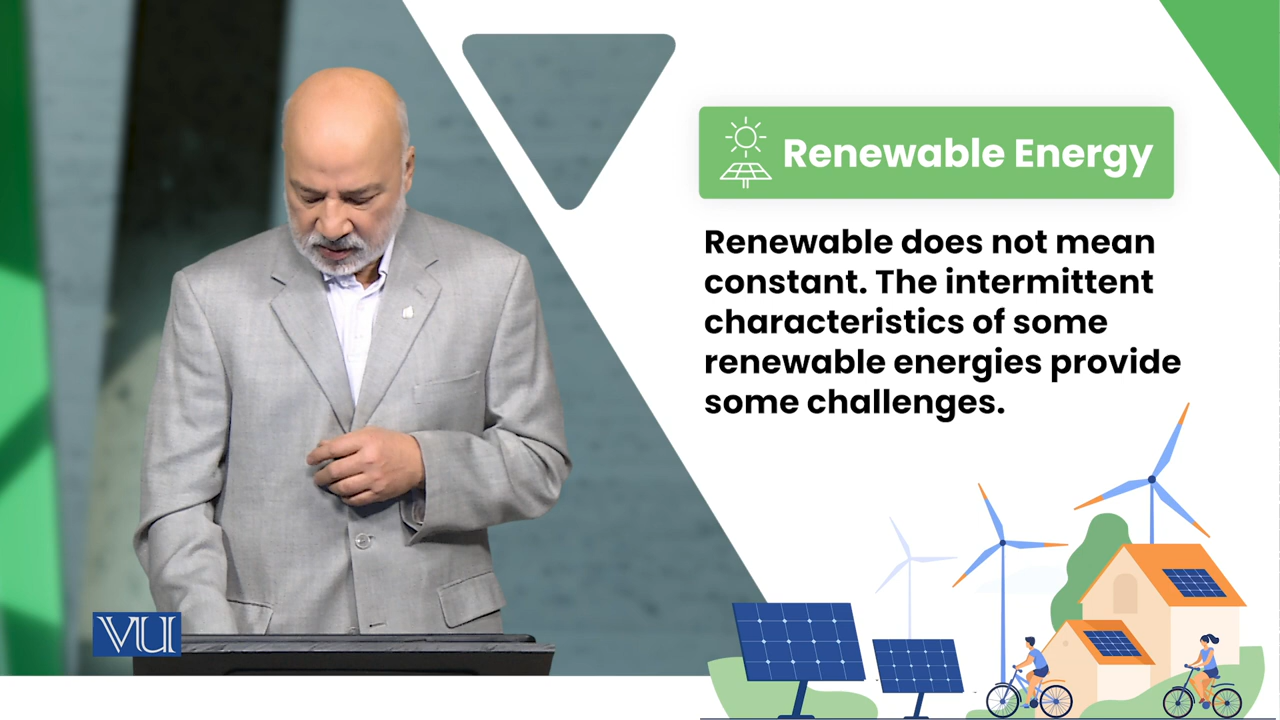 Renewable Energy
Renewable does not mean
constant. The intermittent
characteristics of some
renewable energies provide
some challenges.
VU